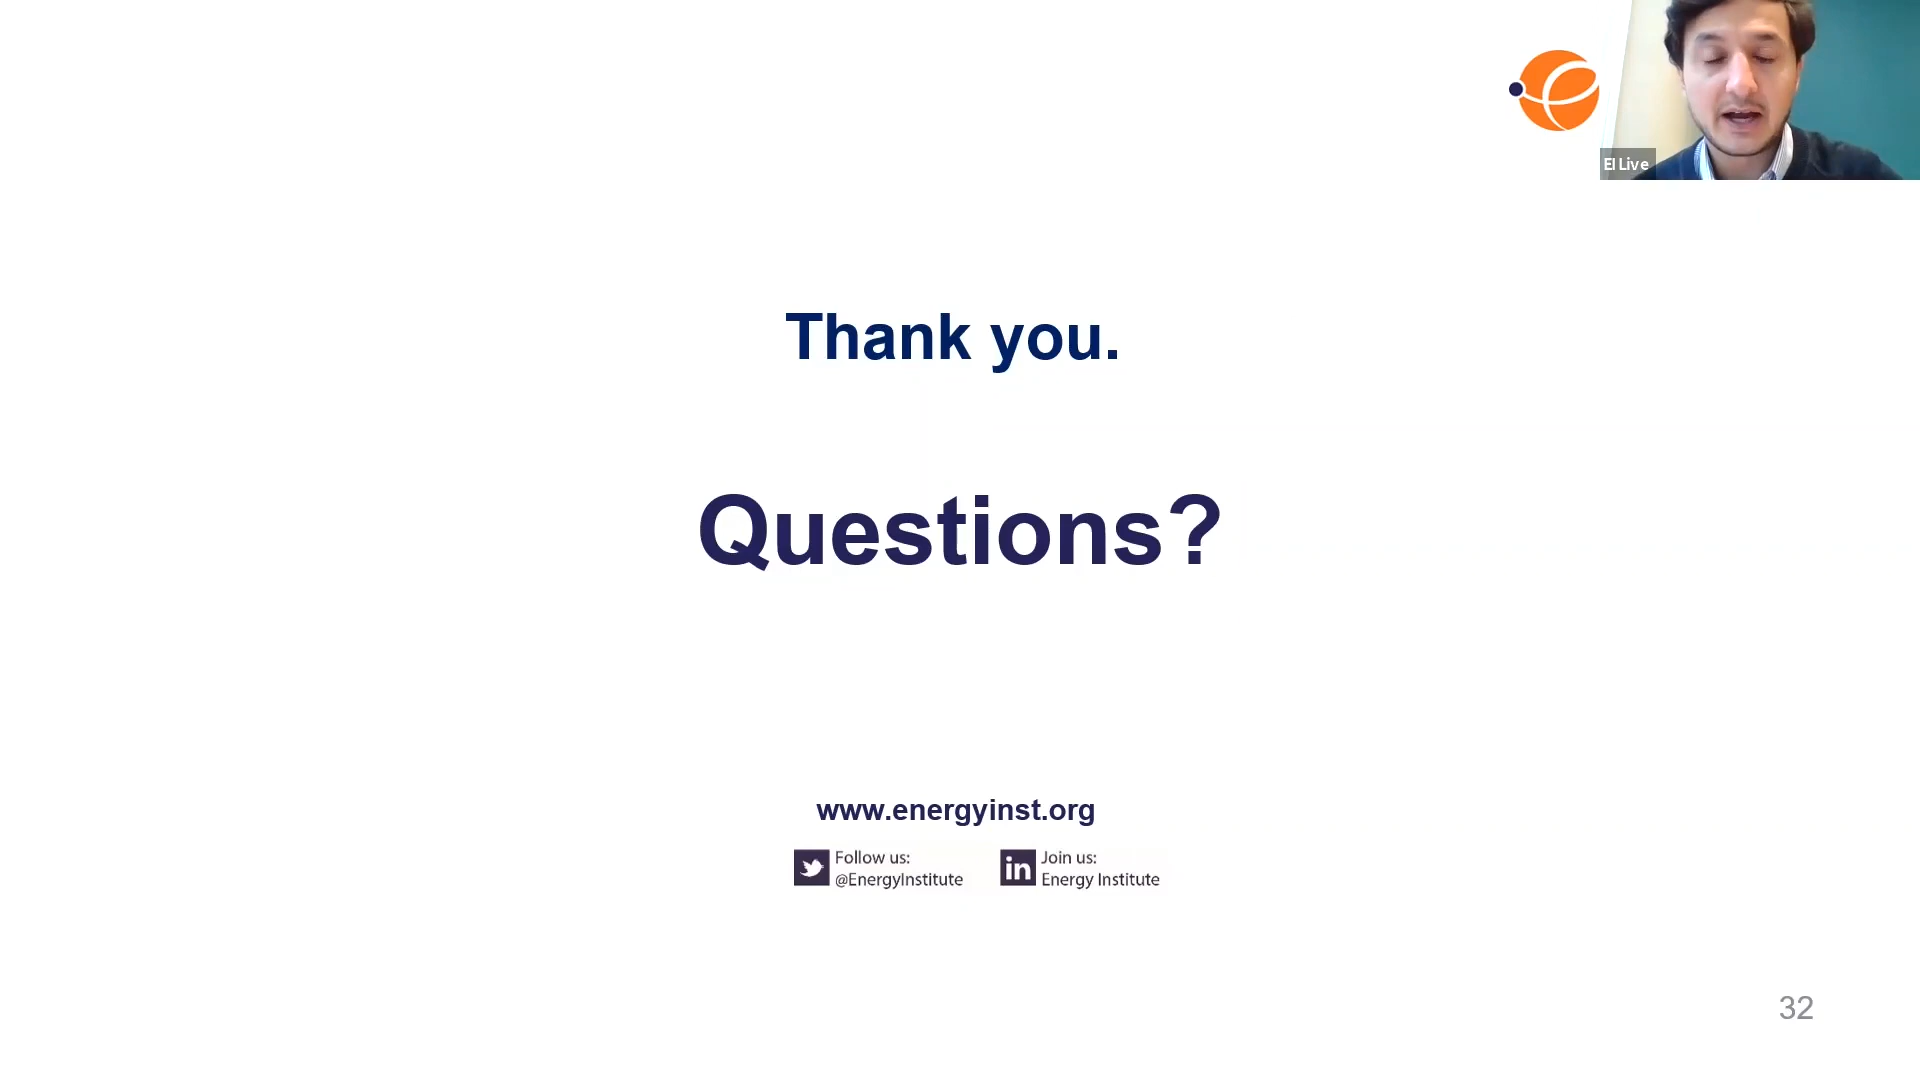 EI Live
Thank you.
Questions?
www.energyinst.org
Follow us:
@EnergyInstitute
Join us:
Energy Institute
32